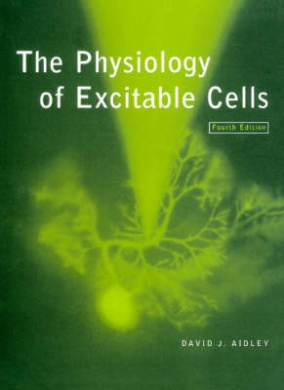 The Physiology
of Excitable Cells
Fourth Edition
DAVID J. AIDLEY